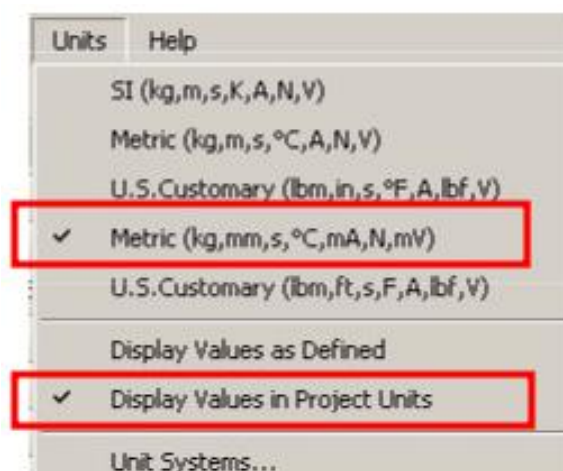 Units Help
SI (kg,m,s,K,A,N,V)
Metric (kg,m,s,°C,A,N,V)
U.S.Customary (lbm,in,s,°F,A,lbf,V)
Metric (kg,mm,s,°C,mA,N,mV)
U.S.Customary (lbm,ft,s,F,A,lbf,V)
Display Values as Defined
Display Values in Project Units
Unit Systems...